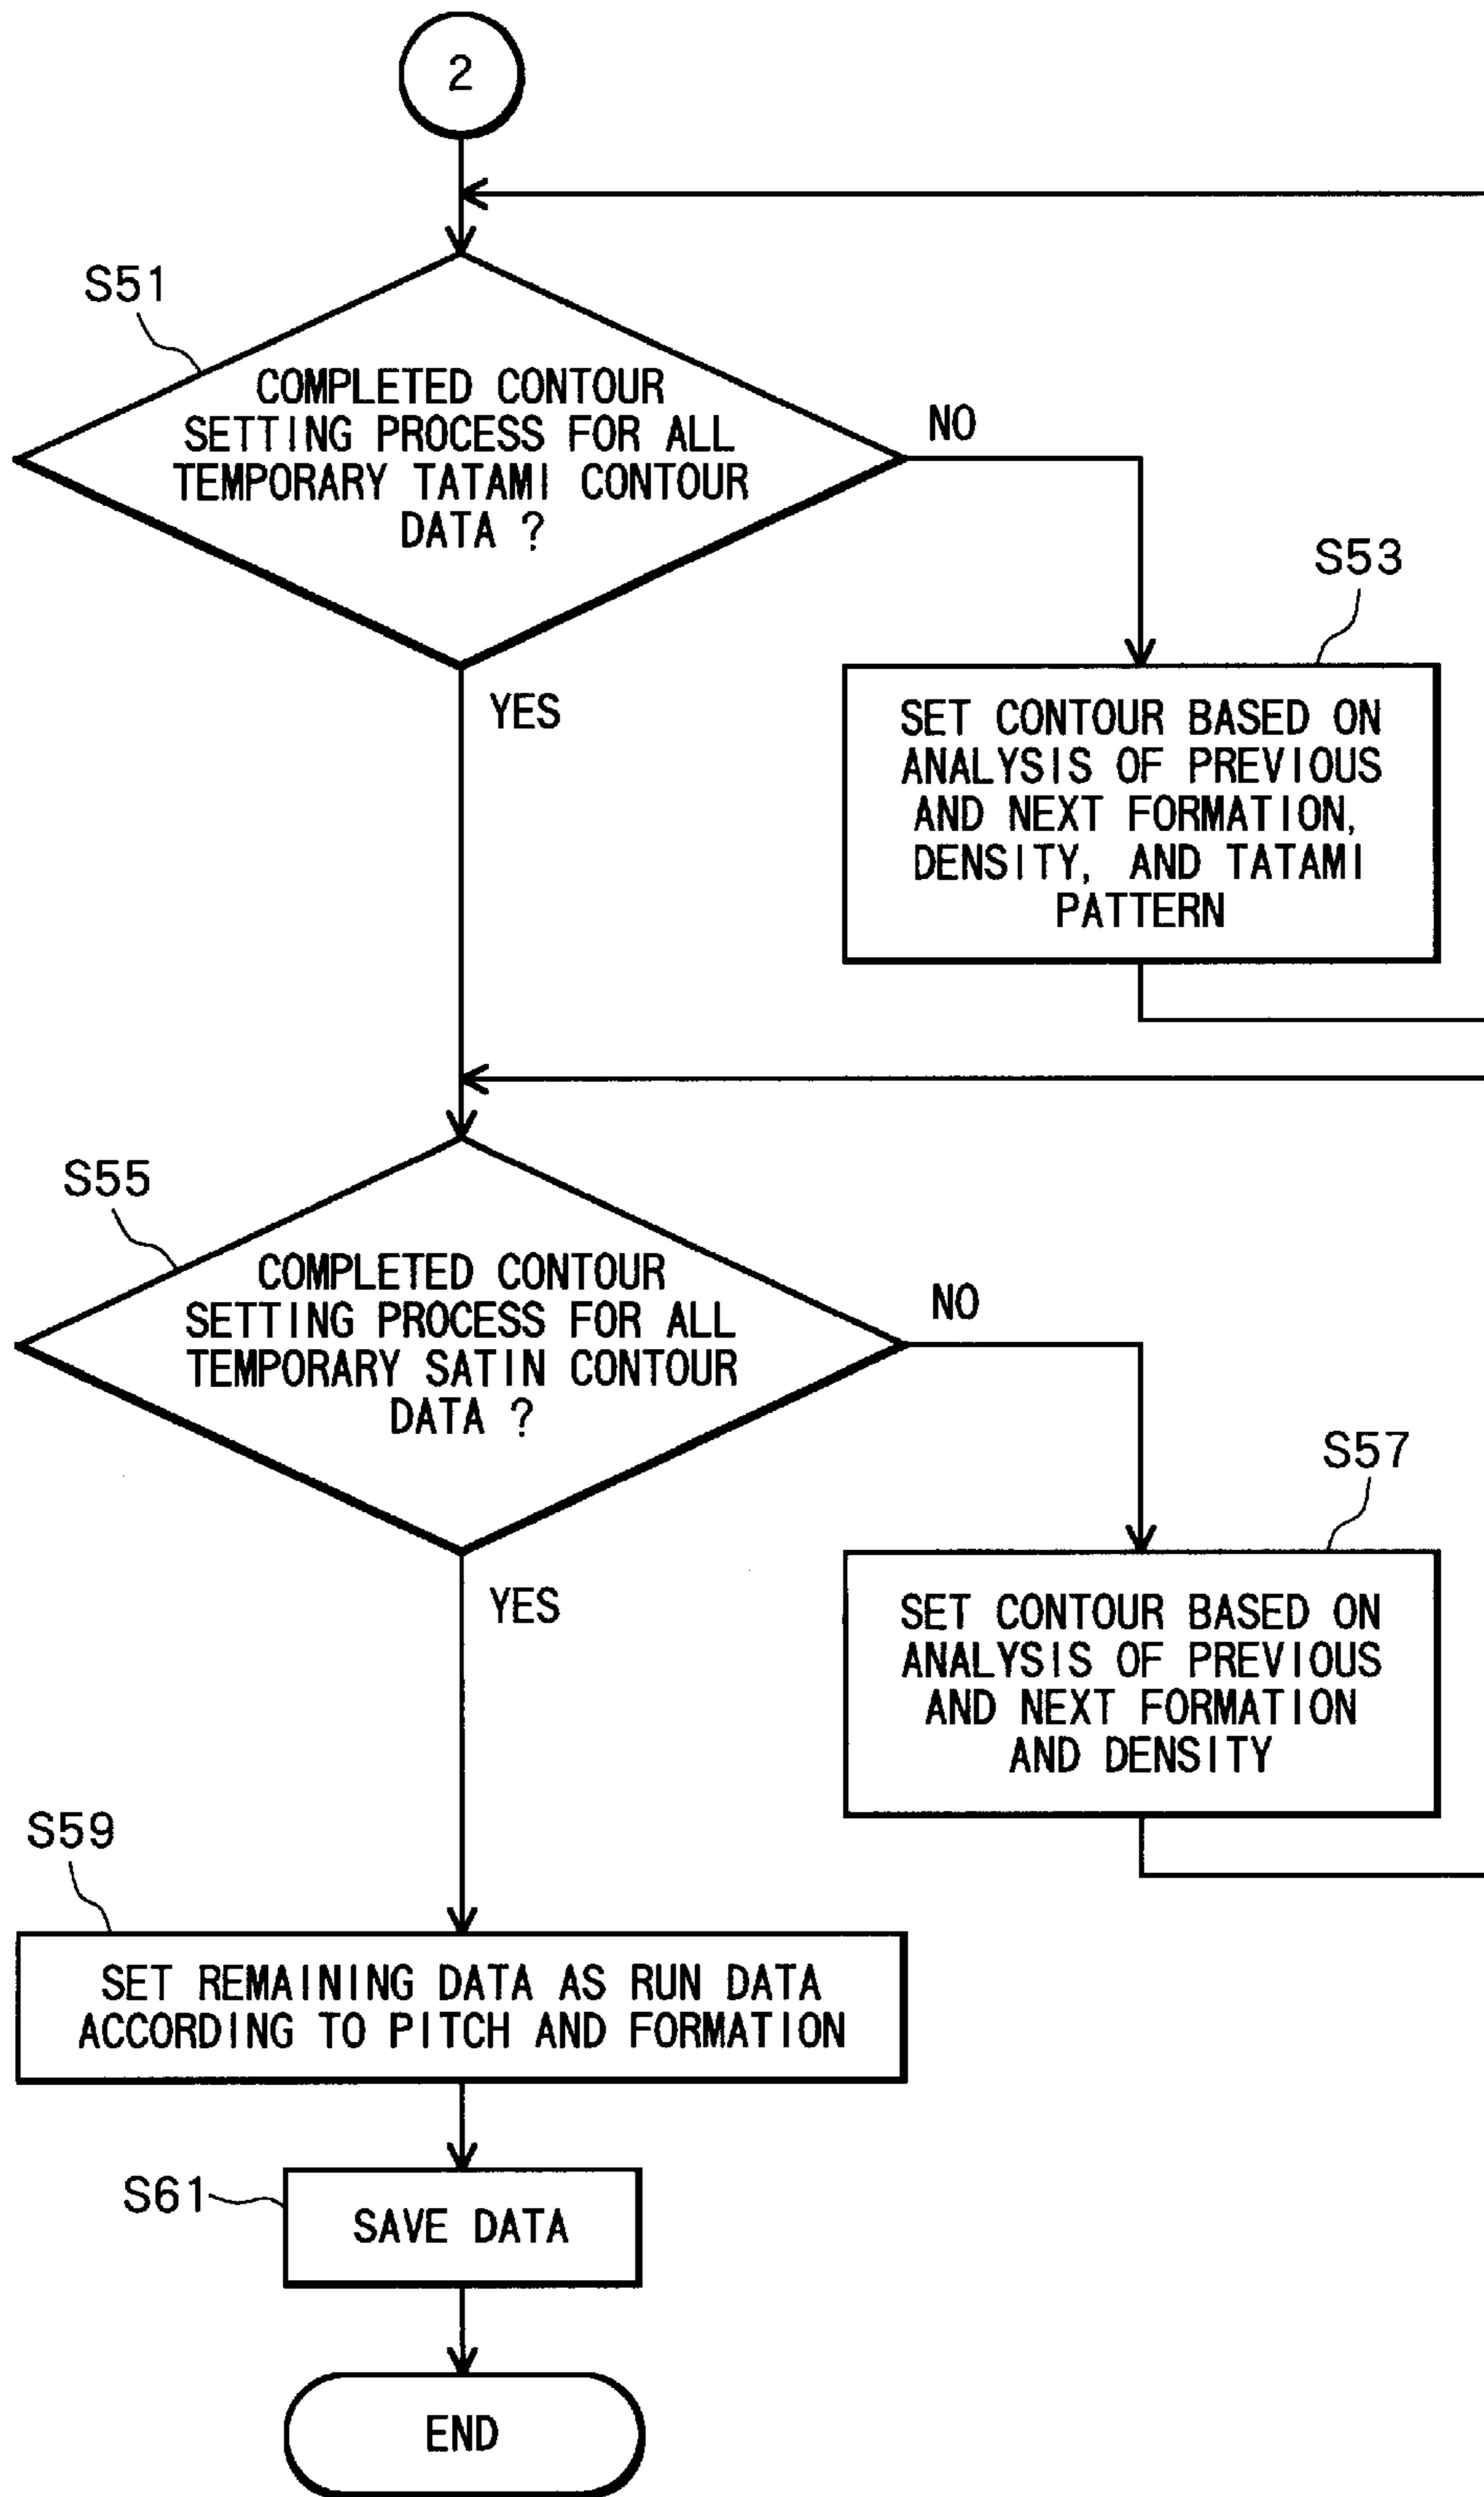 2
S51
COMPLETED CONTOUR
SETTING PROCESS FOR ALL
TEMPORARY TATAMI CONTOUR
DATA ?
NO
YES
S53
SET CONTOUR BASED ON
ANALYSIS OF PREVIOUS
AND NEXT FORMATION,
DENSITY, AND TATAMI
PATTERN
S55
COMPLETED CONTOUR
SETTING PROCESS FOR ALL
TEMPORARY SATIN CONTOUR
DATA ?
NO
YES
S57
SET CONTOUR BASED ON
ANALYSIS OF PREVIOUS
AND NEXT FORMATION
AND DENSITY
S59
SET REMAINING DATA AS RUN DATA
ACCORDING TO PITCH AND FORMATION
S61
SAVE DATA
END